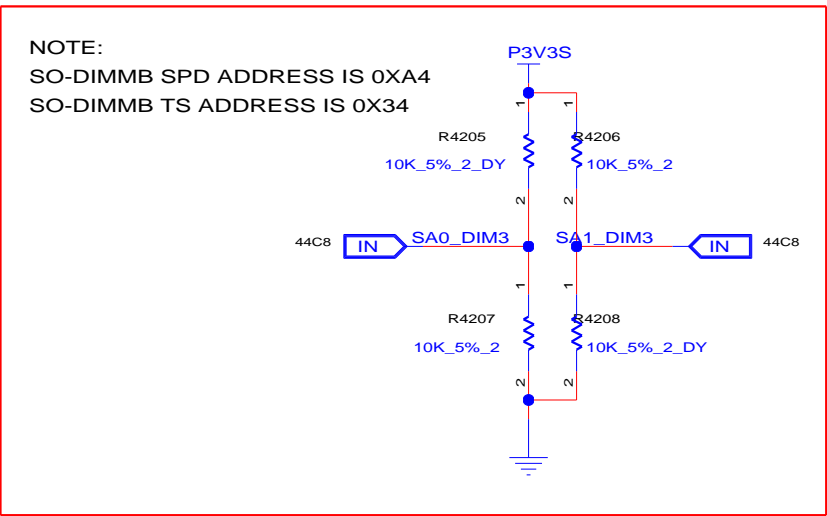 NOTE:
SO-DIMMB SPD ADDRESS IS 0XA4
SO-DIMMB TS ADDRESS IS 0X34
P3V3S
1
1
R4205
R4206
10K_5%_2_DY
10K_5%_2
2
2
44C8
IN
SA0_DIM3
SA1_DIM3
IN
44C8
1
1
R4207
R4208
10K_5%_2
10K_5%_2_DY
2
2